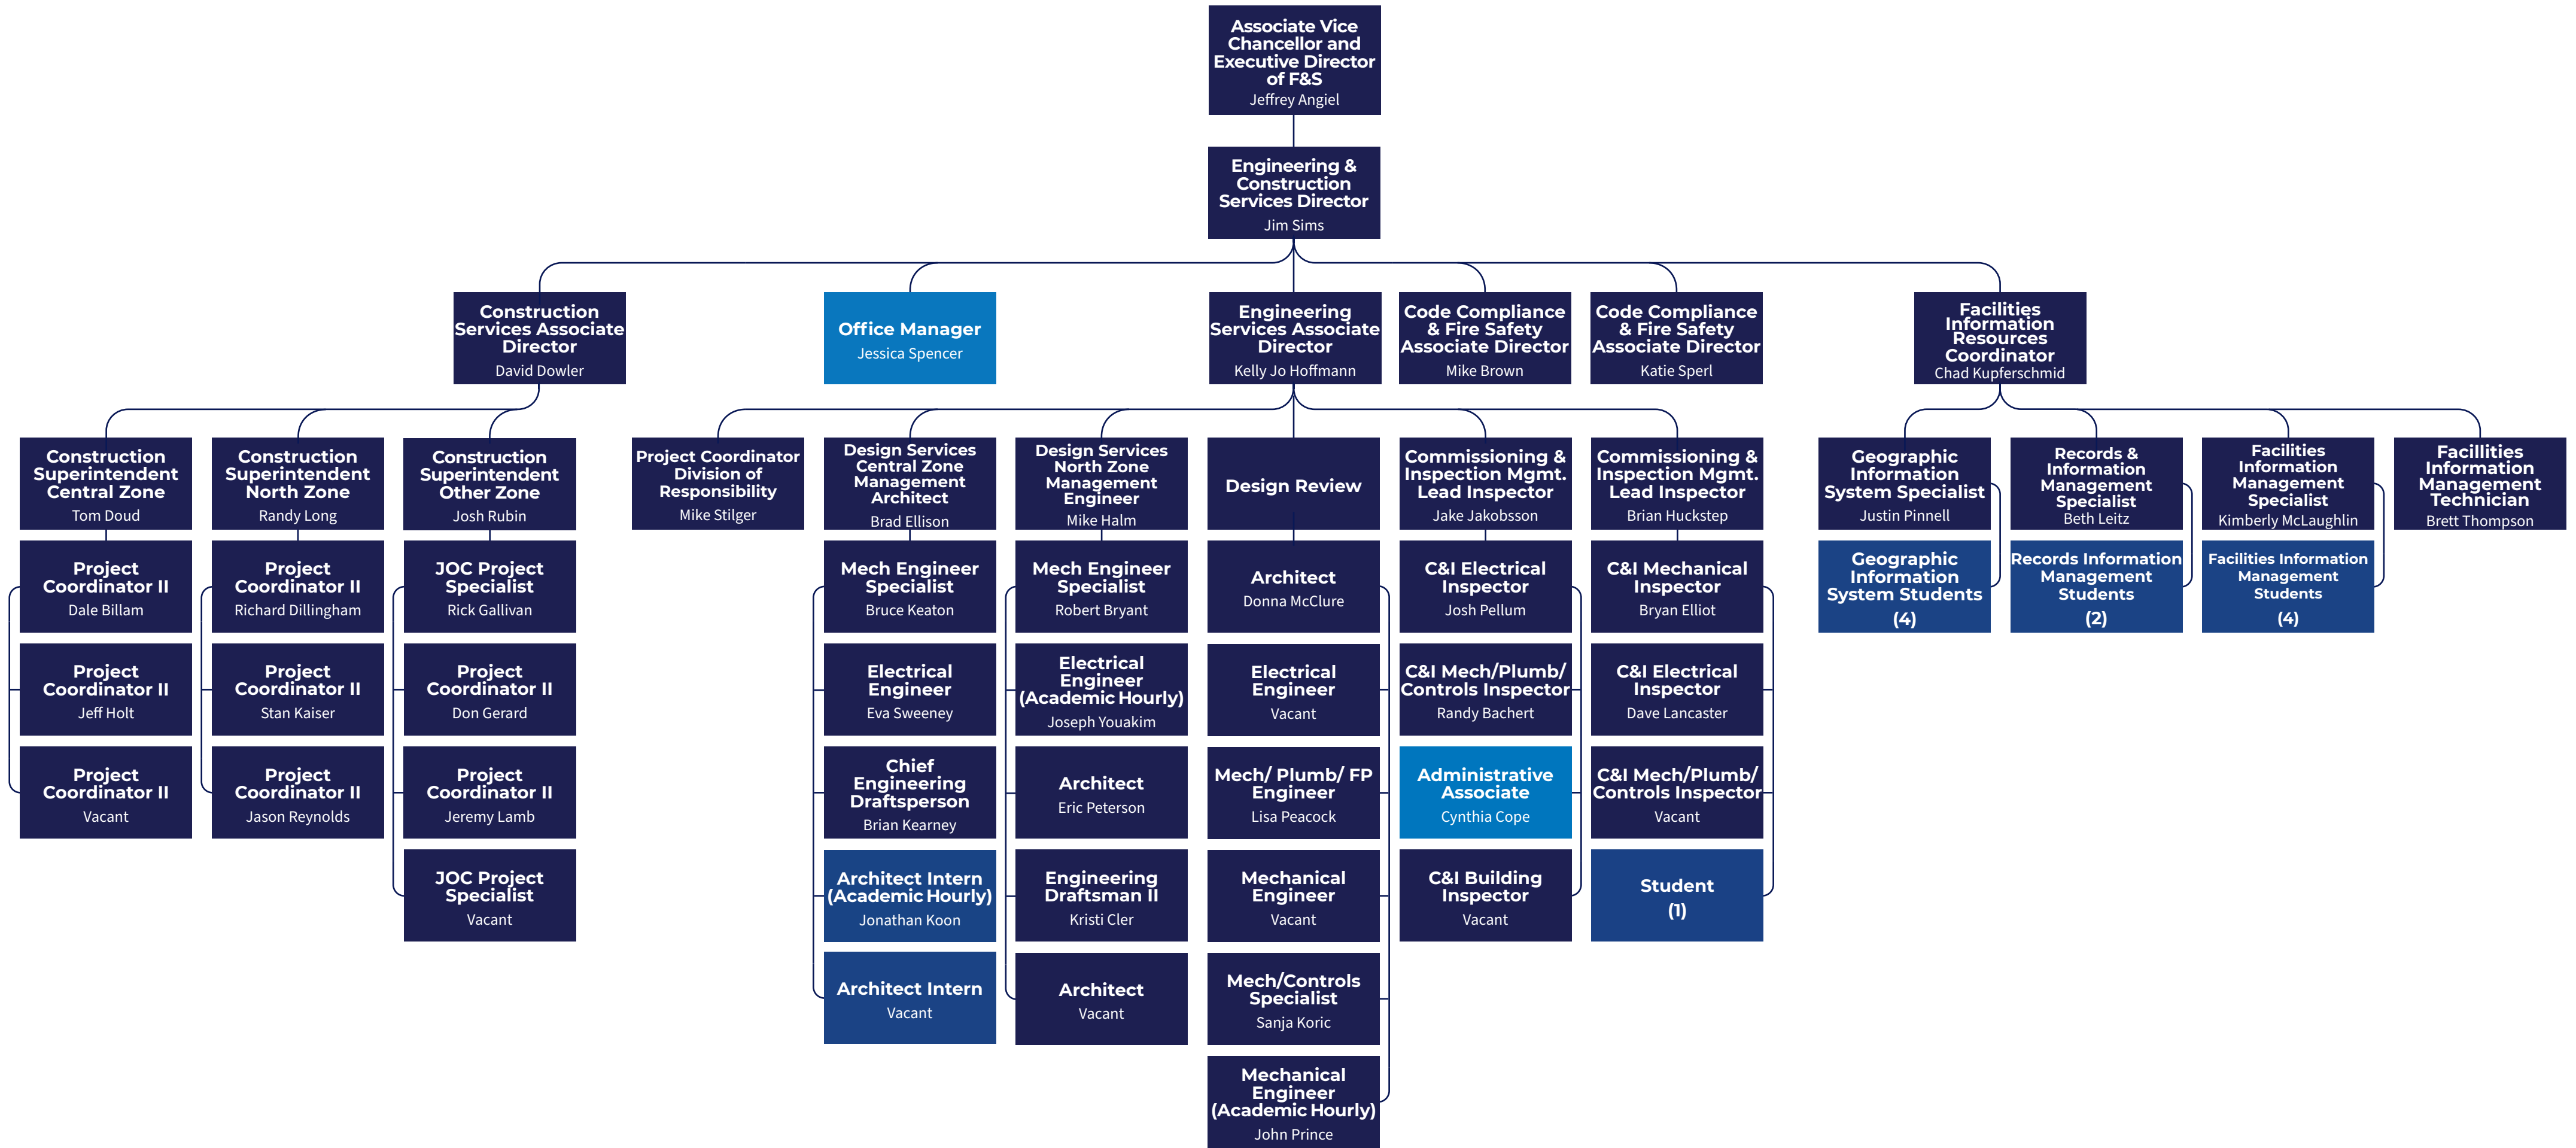 Associate Vice
Chancellor and
Executive Director
of F&S
Jeffrey Angiel
Engineering &
Construction
Services Director
Jim Sims
Construction
Services Associate
Director
David Dowler
Office Manager
Jessica Spencer
Engineering
Services Associate
Director
Kelly Jo Hoffmann
Code Compliance
& Fire Safety
Associate Director
Mike Brown
Code Compliance
& Fire Safety
Associate Director
Katie Sperl
Facilities
Information
Resources
Coordinator
Chad Kupferschmid
Construction
Superintendent
Central Zone
Tom Doud
Construction
Superintendent
North Zone
Randy Long
Construction
Superintendent
Other Zone
Josh Rubin
Project Coordinator
Division of
Responsibility
Mike Stilger
Design Services
Central Zone
Management
Architect
Brad Ellison
Design Services
North Zone
Management
Engineer
Mike Halm
Design Review
Commissioning &
Inspection Mgmt.
Lead Inspector
Jake Jakobsson
Commissioning &
Inspection Mgmt.
Lead Inspector
Brian Huckstep
Geographic
Information
System Specialist
Justin Pinnell
Records &
Information
Management
Specialist
Beth Leitz
Facilities
Information
Management
Specialist
Kimberly McLaughlin
Facillities
Information
Management
Technician
Brett Thompson
Project
Coordinator II
Dale Billam
Project
Coordinator II
Richard Dillingham
JOC Project
Specialist
Rick Gallivan
Mech Engineer
Specialist
Bruce Keaton
Mech Engineer
Specialist
Robert Bryant
Architect
Donna McClure
C&I Electrical
Inspector
Josh Pellum
C&I Mechanical
Inspector
Bryan Elliot
Geographic
Information
System Students
(4)
Records Information
Management
Students
(2)
Facilities Information
Management
Students
(4)
Project
Coordinator II
Jeff Holt
Project
Coordinator II
Stan Kaiser
Project
Coordinator II
Don Gerard
Electrical
Engineer
Eva Sweeney
Electrical
Engineer
(Academic Hourly)
Joseph Youakim
Electrical
Engineer
Vacant
C&I Mech/Plumb/
Controls Inspector
Randy Bachert
C&I Electrical
Inspector
Dave Lancaster
Project
Coordinator II
Vacant
Project
Coordinator II
Jason Reynolds
Project
Coordinator II
Jeremy Lamb
Chief
Engineering
Draftsperson
Brian Kearney
Architect
Eric Peterson
Mech/ Plumb/ FP
Engineer
Lisa Peacock
Administrative
Associate
Cynthia Cope
C&I Mech/Plumb/
Controls Inspector
Vacant
JOC Project
Specialist
Vacant
Architect Intern
(Academic Hourly)
Jonathan Koon
Engineering
Draftsman II
Kristi Cler
Mechanical
Engineer
Vacant
C&I Building
Inspector
Vacant
Student
(1)
Architect Intern
Vacant
Architect
Vacant
Mech/Controls
Specialist
Sanja Koric
Mechanical
Engineer
(Academic Hourly)
John Prince